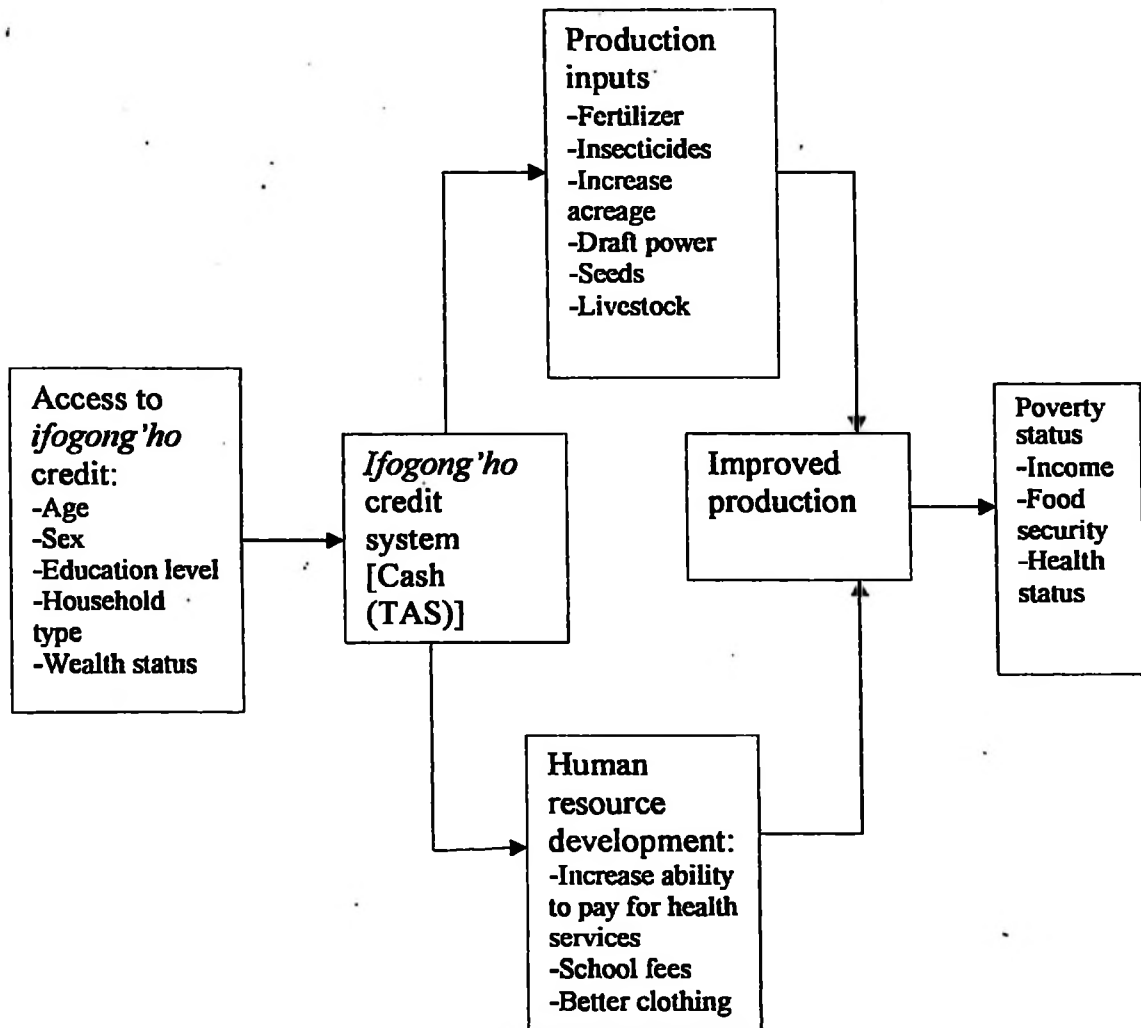 Production
inputs
-Fertilizer
-Insecticides
-Increase
acreage
-Draft power
-Seeds
-Livestock
Access to
ifogong'ho
credit:
-Age
-Sex
-Education level
-Household
type
-Wealth status
Ifogong'ho
credit
system
[Cash
(TAS)]
Improved
production
Poverty
status
-Income
-Food
security
-Health
status
Human
resource
development:
-Increase ability
to pay for health
services
-School fees
-Better clothing